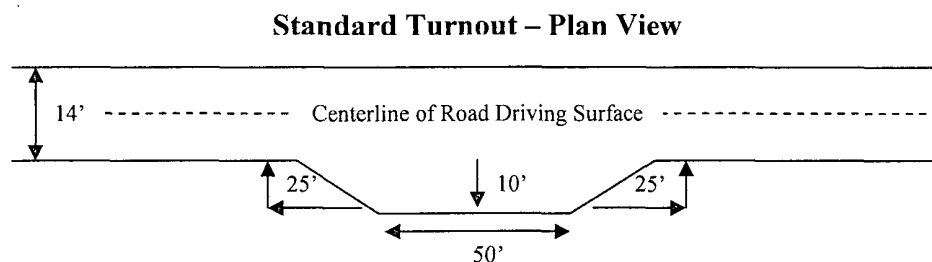 Standard Turnout – Plan View
14’
Centerline of Road Driving Surface
25’
10’
25’
50’